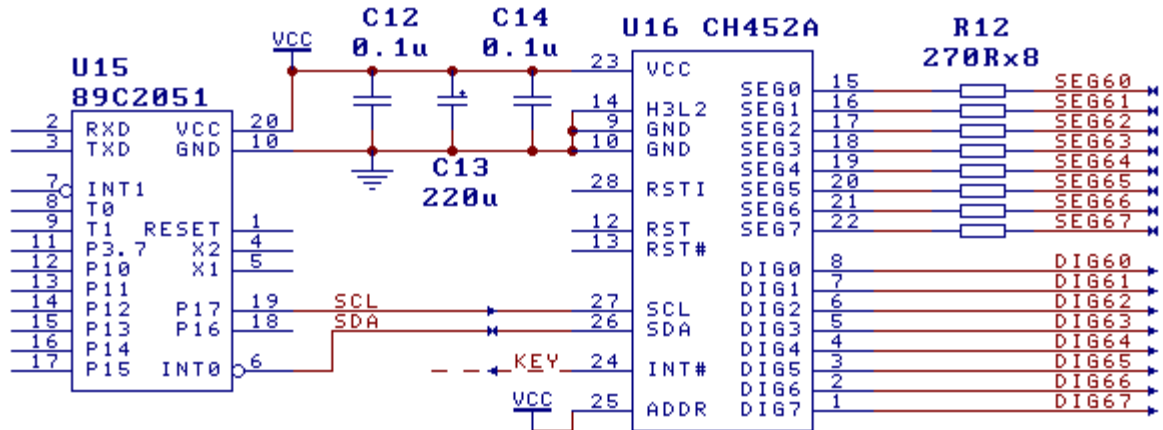 C12
0.1u
C14
0.1u
U16 CH452A
R12
270Rx8
VCC
U15
89C2051
2 RXD VCC 20
3 TXD GND 10
7 INT1
8 T0
9 T1 RESET 1
11 P3.7 X2 4
12 P10 X1 5
13 P11
14 P12 P17 19 SCL
15 P13 P16 18 SDA
16 P14
17 P15 INT0 6
C13
220u
23 VCC
14 H3L2
9 GND
10 GND
28 RSTI
12 RST
13 RST#
27 SCL
26 SDA
KEY 24 INT#
VCC 25 ADDR
SEG0 15 SEG60
SEG1 16 SEG61
SEG2 17 SEG62
SEG3 18 SEG63
SEG4 19 SEG64
SEG5 20 SEG65
SEG6 21 SEG66
SEG7 22 SEG67
DIG0 8 DIG60
DIG1 7 DIG61
DIG2 6 DIG62
DIG3 5 DIG63
DIG4 4 DIG64
DIG5 3 DIG65
DIG6 2 DIG66
DIG7 1 DIG67